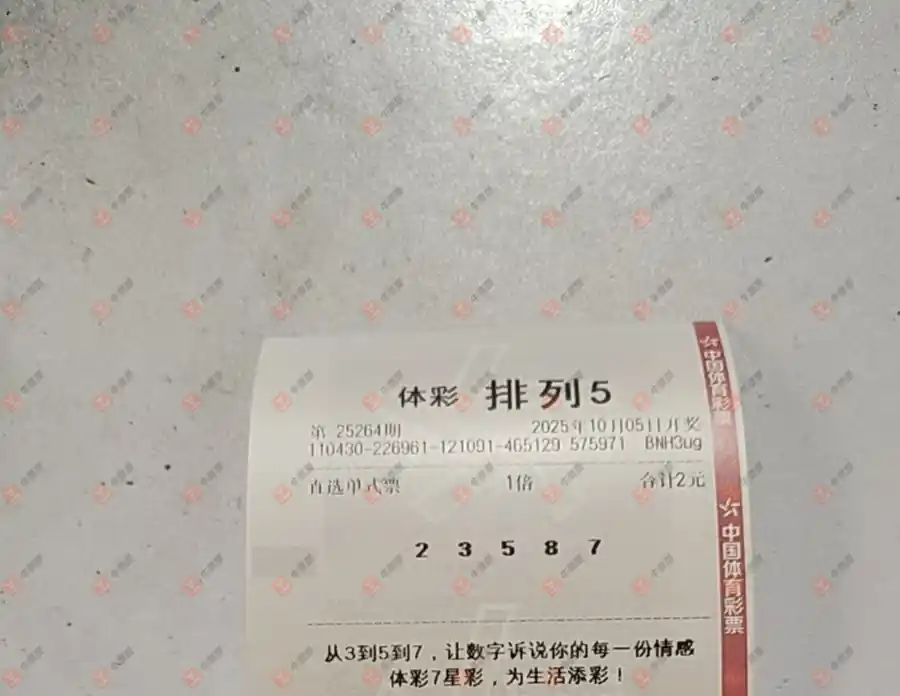 体彩 排列5
第 25264期 2025年10月05日开奖
110430-226961-121091-465129 575971 BNH3ug
直选单式票 1倍 合计2元
2 3 5 8 7
从3到5到7，让数字诉说你的每一份情感
体彩7星彩，为生活添彩！
中国体育彩票
中国体育彩票